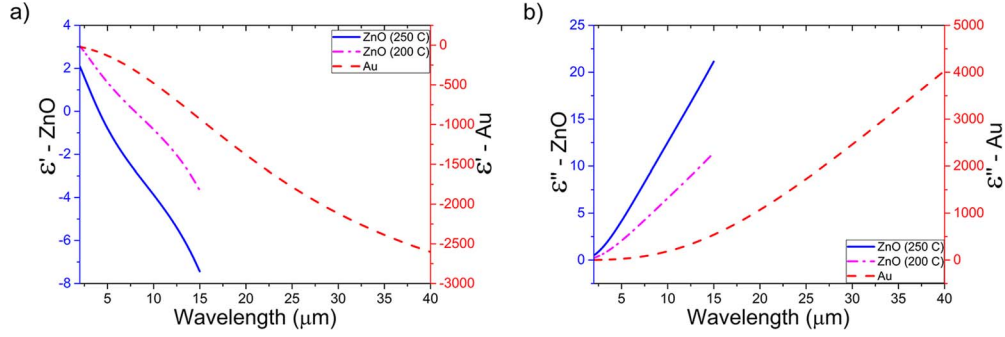 a)
4
2
0
-2
-4
-6
-8
ε' - ZnO
ZnO (250 C)
ZnO (200 C)
Au
0
-500
-1000
-1500
-2000
-2500
-3000
ε' - Au
5 10 15 20 25 30 35 40
Wavelength (μm)
b)
25
20
15
10
5
0
ε'' - ZnO
5000
4000
3000
2000
1000
0
ε'' - Au
ZnO (250 C)
ZnO (200 C)
Au
5 10 15 20 25 30 35 40
Wavelength (μm)